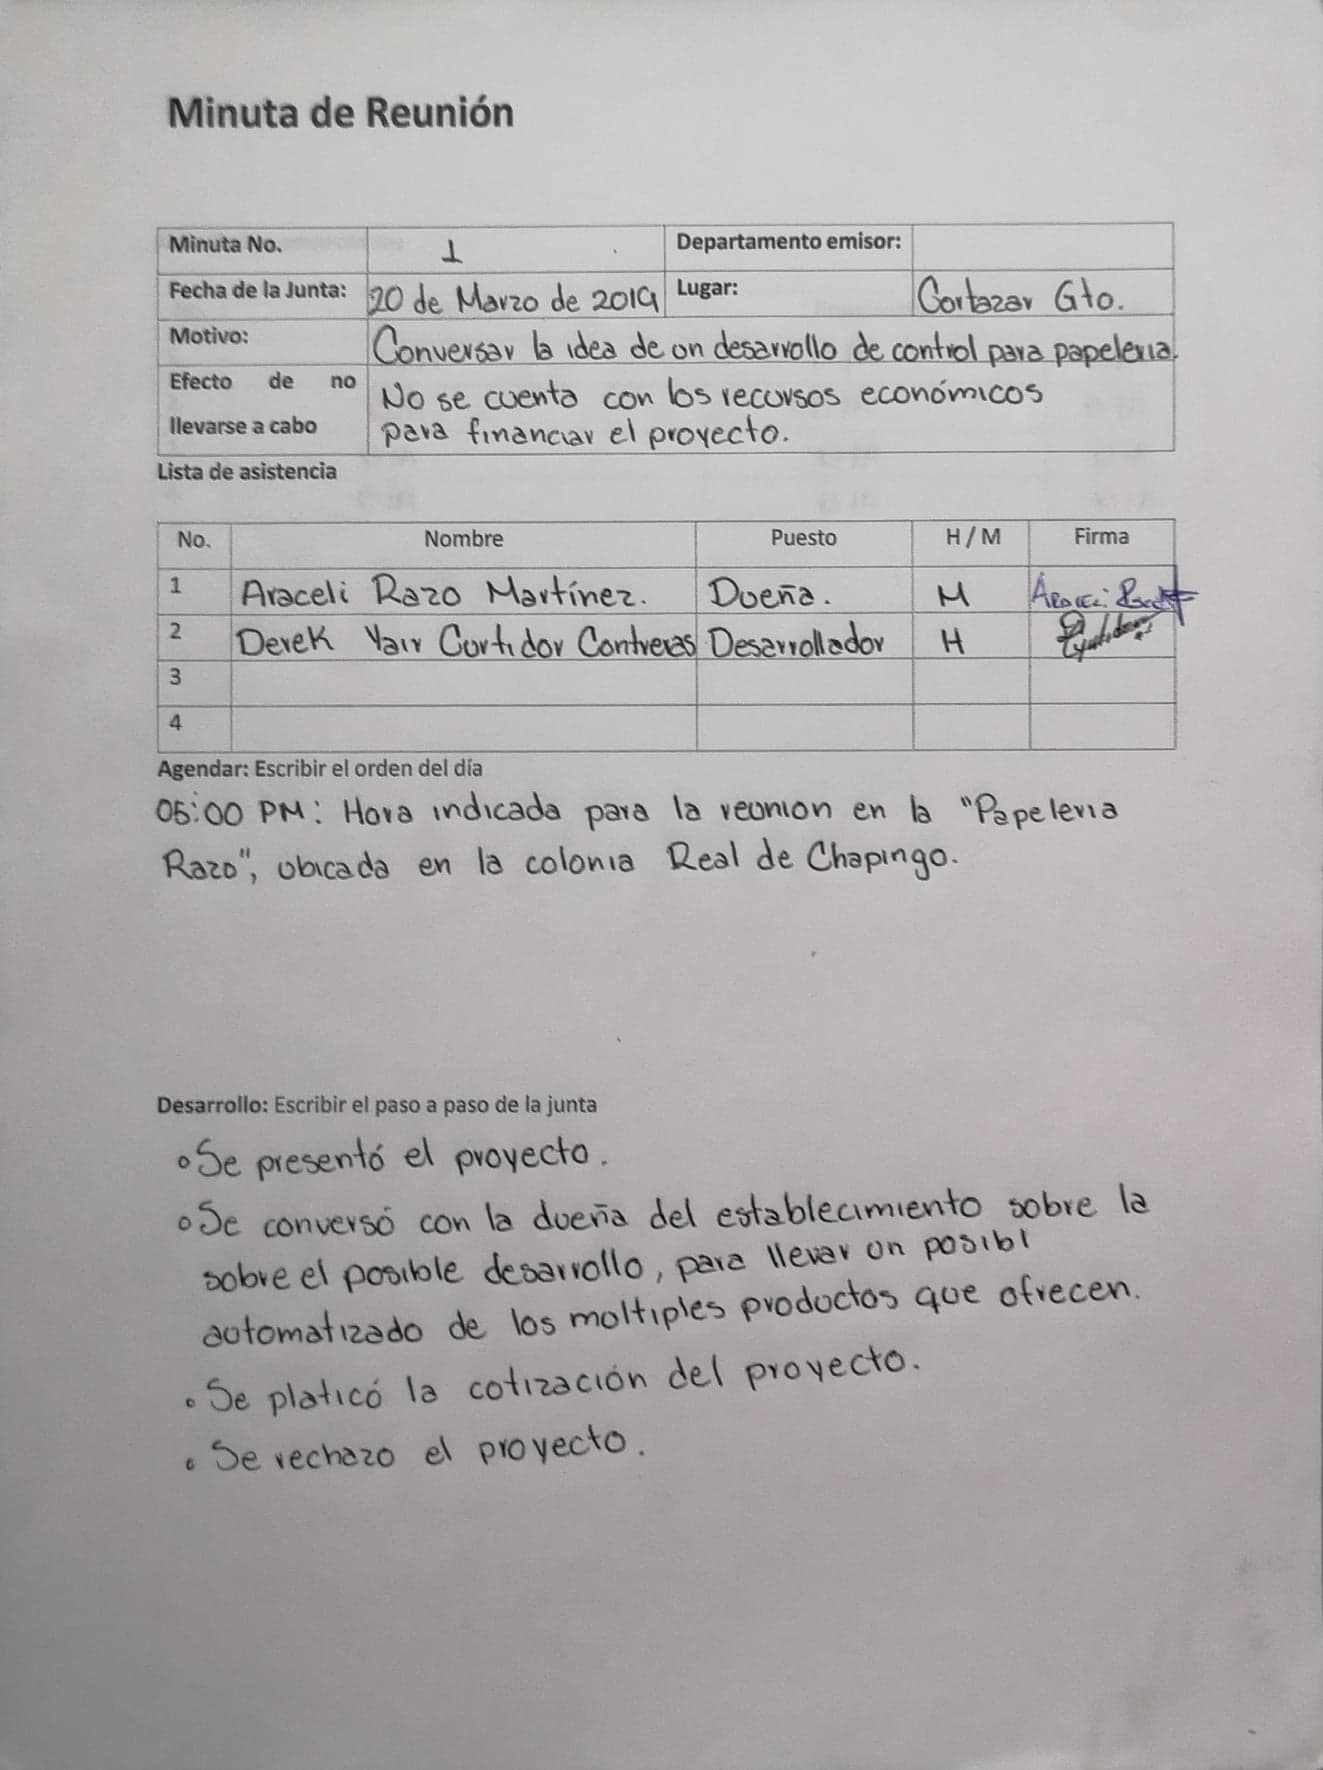 Minuta de Reunión
Minuta No. 1 Departamento emisor:
Fecha de la Junta: 20 de Marzo de 2019 Lugar: Cortazar Gto.
Motivo: Conversar la idea de un desarrollo de control para papeleria.
Efecto de no No se cuenta con los recursos económicos
llevarse a cabo para financiar el proyecto.
Lista de asistencia
No. Nombre Puesto H / M Firma
1 Araceli Razo Martínez. Dueña. M Araceli
2 Derek Yair Curtidor Contreras Desarrollador H
3
4
Agendar: Escribir el orden del día
05:00 PM: Hora indicada para la reunion en la "Papeleria
Razo", ubicada en la colonia Real de Chapingo.
Desarrollo: Escribir el paso a paso de la junta
° Se presentó el proyecto.
° Se conversó con la dueña del establecimiento sobre la
sobre el posible desarrollo, para llevar un posibl
automatizado de los multiples productos que ofrecen.
° Se platicó la cotización del proyecto.
° Se rechazo el proyecto.